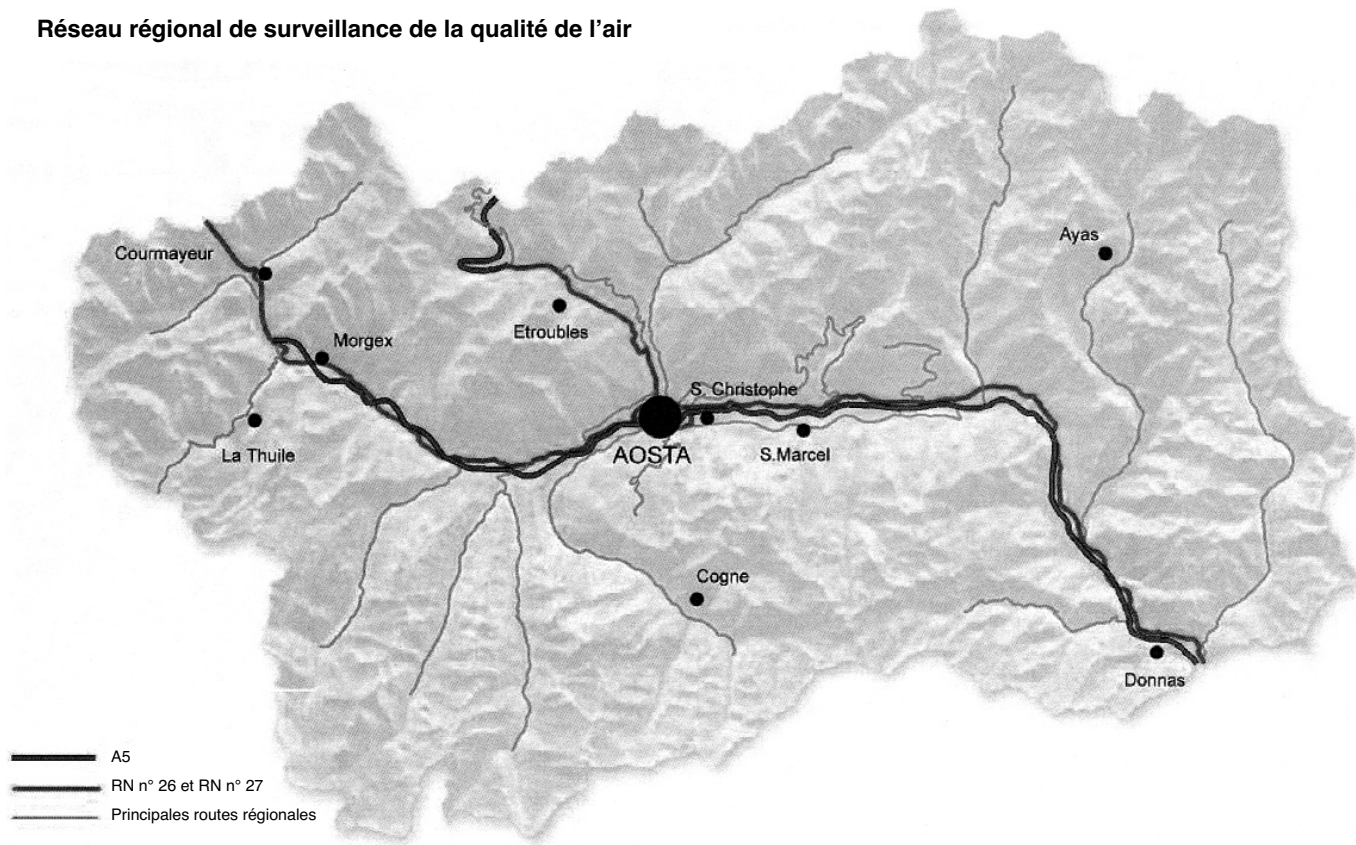 Réseau régional de surveillance de la qualité de l’air
Courmayeur
Ayas
Etroubles
Morgex
S. Christophe
La Thuile
AOSTA
S.Marcel
Cogne
Donnas
A5
RN n° 26 et RN n° 27
Principales routes régionales